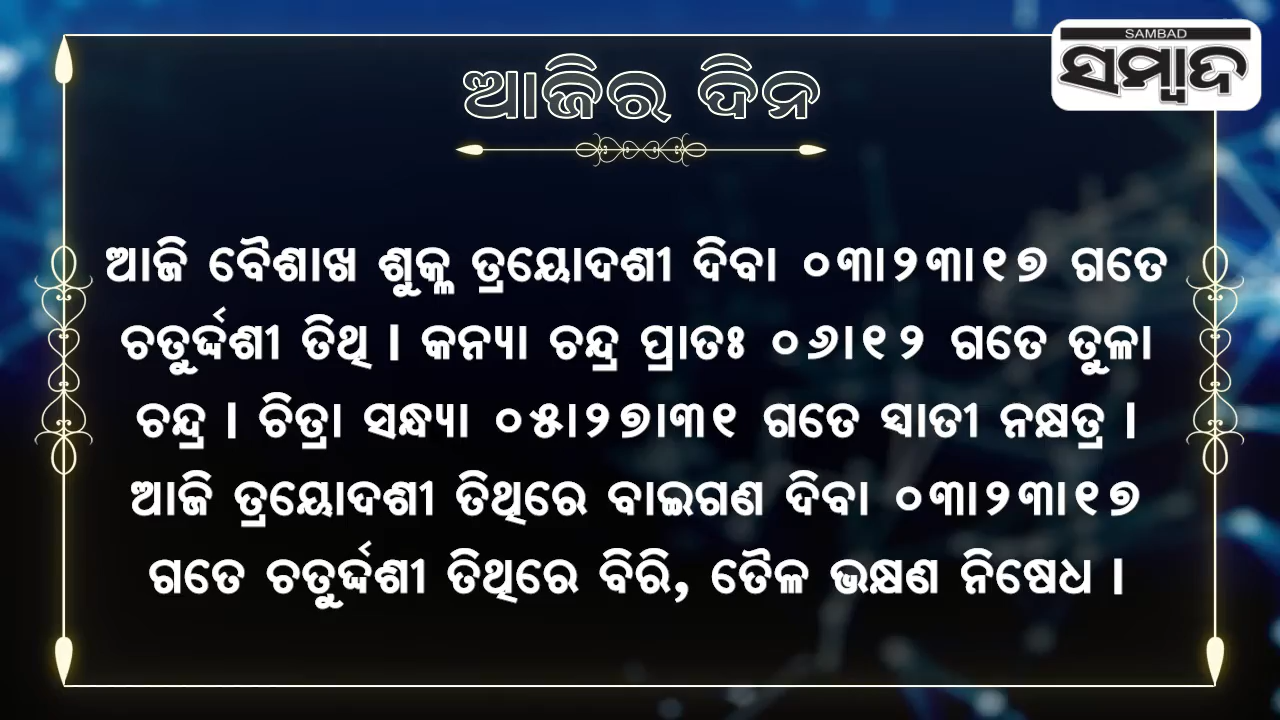 SAMBAD
ସମ୍ବାଦ
ଆଜିର ଦିନ
ଆଜି ବୈଶାଖ ଶୁକ୍ଳ ତ୍ରୟୋଦଶୀ ଦିବା ୦୩ା୨୩ା୧୭ ଗତେ
ଚତୁର୍ଦ୍ଦଶୀ ତିଥି । କନ୍ୟା ଚନ୍ଦ୍ର ପ୍ରାତଃ ୦୬ା୧୨ ଗତେ ତୁଳା
ଚନ୍ଦ୍ର । ଚିତ୍ରା ସନ୍ଧ୍ୟା ୦୫ା୨୭ା୩୧ ଗତେ ସ୍ୱାତୀ ନକ୍ଷତ୍ର ।
ଆଜି ତ୍ରୟୋଦଶୀ ତିଥିରେ ବାଇଗଣ ଦିବା ୦୩ା୨୩ା୧୭
ଗତେ ଚତୁର୍ଦ୍ଦଶୀ ତିଥିରେ ବିରି, ତୈଳ ଭକ୍ଷଣ ନିଷେଧ ।